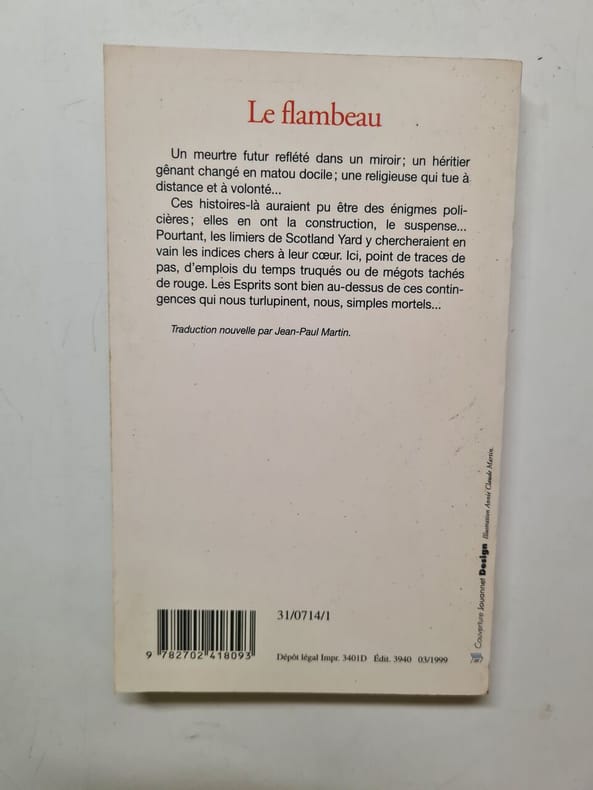 Le flambeau
Un meurtre futur reflété dans un miroir ; un héritier
gênant changé en matou docile ; une religieuse qui tue à
distance et à volonté...
Ces histoires-là auraient pu être des énigmes poli-
cières ; elles en ont la construction, le suspense...
Pourtant, les limiers de Scotland Yard y chercheraient en
vain les indices chers à leur cœur. Ici, point de traces de
pas, d'emplois du temps truqués ou de mégots tachés
de rouge. Les Esprits sont bien au-dessus de ces contin-
gences qui nous turlupinent, nous, simples mortels...
Traduction nouvelle par Jean-Paul Martin.
Couverture Jouannet Design Illustration Anne Claude Martin.
31/0714/1
9 782702 418093
Dépôt légal Impr. 3401D Édit. 3940 03/1999